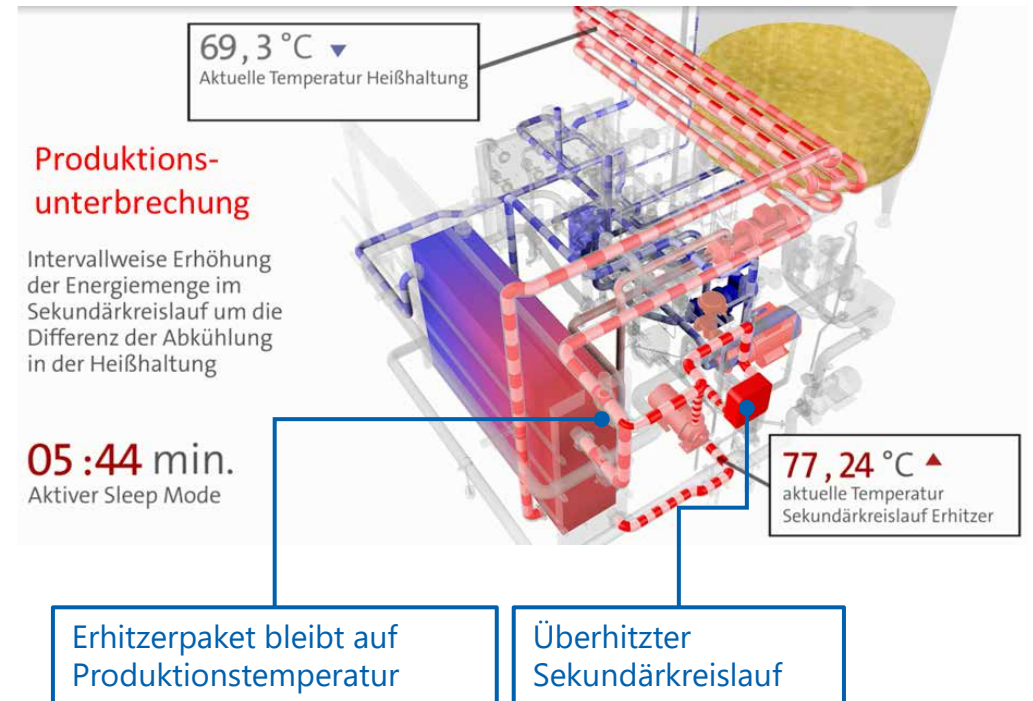 69,3 °C ▼
Aktuelle Temperatur Heißhaltung
Produktions-
unterbrechung
Intervallweise Erhöhung
der Energiemenge im
Sekundärkreislauf um die
Differenz der Abkühlung
in der Heißhaltung
05:44 min.
Aktiver Sleep Mode
77,24 °C ▲
aktuelle Temperatur
Sekundärkreislauf Erhitzer
Erhitzerpaket bleibt auf
Produktionstemperatur
Überhitzter
Sekundärkreislauf